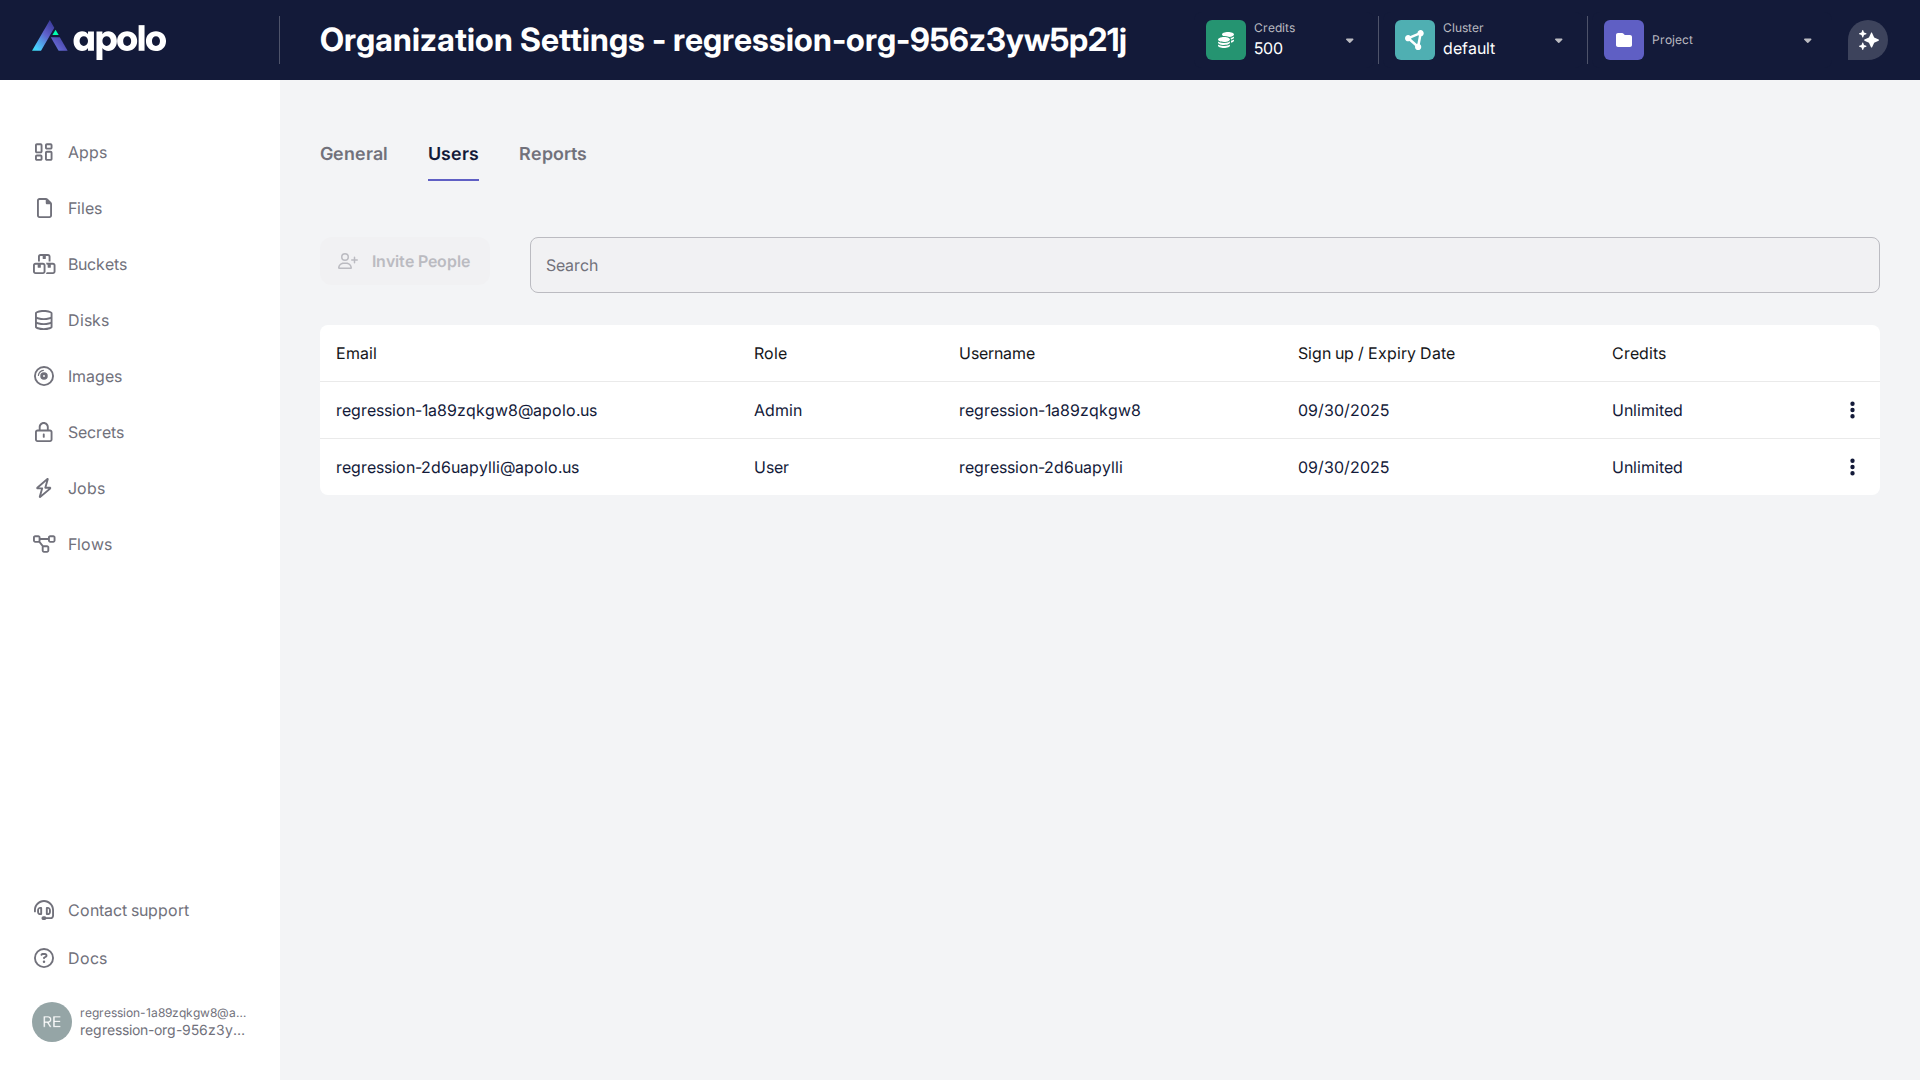 apolo
Organization Settings - regression-org-956z3yw5p21j
Credits
500
Cluster
default
Project
Apps
Files
Buckets
Disks
Images
Secrets
Jobs
Flows
Contact support
Docs
RE
regression-1a89zqkgw8@a...
regression-org-956z3y...
General Users Reports
Invite People
Search
Email Role Username Sign up / Expiry Date Credits
regression-1a89zqkgw8@apolo.us Admin regression-1a89zqkgw8 09/30/2025 Unlimited
regression-2d6uapylli@apolo.us User regression-2d6uapylli 09/30/2025 Unlimited